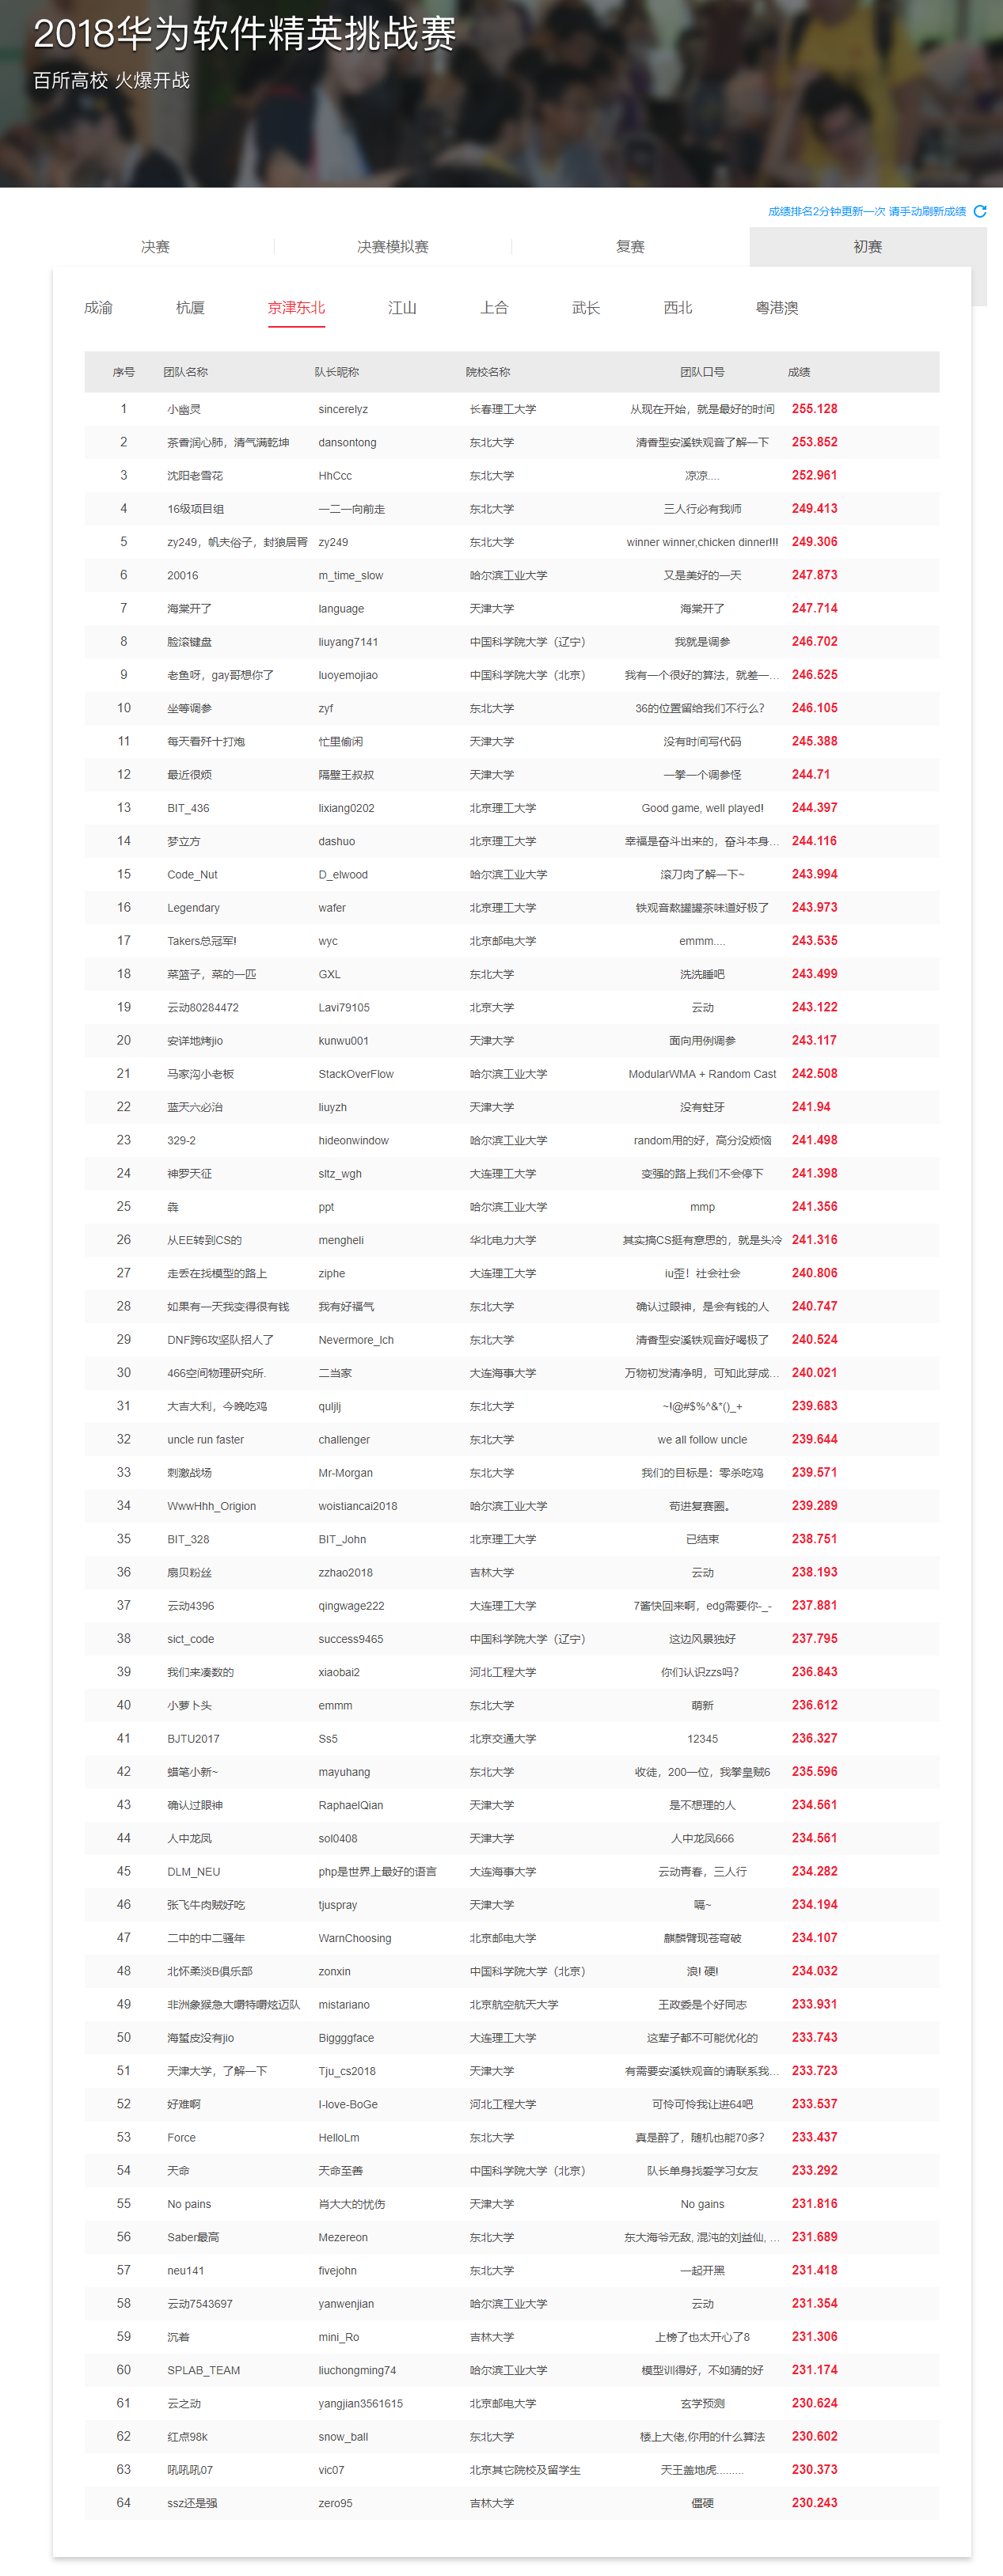 2018华为软件精英挑战赛
百所高校 火爆开战
成绩排名2分钟更新一次 请手动刷新成绩
决赛 决赛模拟赛 复赛 初赛
成渝 杭厦 京津东北 江山 上合 武长 西北 粤港澳
序号 团队名称 队长昵称 院校名称 团队口号 成绩
1 小幽灵 sincerelyz 长春理工大学 从现在开始，就是最好的时间 255.128
2 茶香润心肺，清气满乾坤 dansontong 东北大学 清香型安溪铁观音了解一下 253.852
3 沈阳老雪花 HhCcc 东北大学 凉凉.... 252.961
4 16级项目组 一二一向前走 东北大学 三人行必有我师 249.413
5 zy249，帆夫俗子，封狼居胥 zy249 东北大学 winner winner,chicken dinner!!! 249.306
6 20016 m_time_slow 哈尔滨工业大学 又是美好的一天 247.873
7 海棠开了 language 天津大学 海棠开了 247.714
8 脸滚键盘 liuyang7141 中国科学院大学（辽宁） 我就是调参 246.702
9 老鱼呀，gay哥想你了 luoyemojiao 中国科学院大学（北京） 我有一个很好的算法，就差一... 246.525
10 坐等调参 zyf 东北大学 36的位置留给我们不行么？ 246.105
11 每天看歼十打炮 忙里偷闲 天津大学 没有时间写代码 245.388
12 最近很烦 隔壁王叔叔 天津大学 一拳一个调参怪 244.71
13 BIT_436 lixiang0202 北京理工大学 Good game, well played! 244.397
14 梦立方 dashuo 北京理工大学 幸福是奋斗出来的，奋斗本身... 244.116
15 Code_Nut D_elwood 哈尔滨工业大学 滚刀肉了解一下~ 243.994
16 Legendary wafer 北京理工大学 铁观音熬罐罐茶味道好极了 243.973
17 Takers总冠军! wyc 北京邮电大学 emmm.... 243.535
18 菜篮子，菜的一匹 GXL 东北大学 洗洗睡吧 243.499
19 云动80284472 Lavi79105 北京大学 云动 243.122
20 安详地烤jio kunwu001 天津大学 面向用例调参 243.117
21 马家沟小老板 StackOverFlow 哈尔滨工业大学 ModularWMA + Random Cast 242.508
22 蓝天六必治 liuyzh 天津大学 没有蛀牙 241.94
23 329-2 hideonwindow 哈尔滨工业大学 random用的好，高分没烦恼 241.498
24 神罗天征 sltz_wgh 大连理工大学 变强的路上我们不会停下 241.398
25 犇 ppt 哈尔滨工业大学 mmp 241.356
26 从EE转到CS的 mengheli 华北电力大学 其实搞CS挺有意思的，就是头冷 241.316
27 走丢在找模型的路上 ziphe 大连理工大学 iu歪！社会社会 240.806
28 如果有一天我变得很有钱 我有好福气 东北大学 确认过眼神，是会有钱的人 240.747
29 DNF跨6攻坚队招人了 Nevermore_lch 东北大学 清香型安溪铁观音好喝极了 240.524
30 466空间物理研究所. 二当家 大连海事大学 万物初发清净明，可知此芽成... 240.021
31 大吉大利，今晚吃鸡 quljlj 东北大学 ~!@#$%^&*()_+ 239.683
32 uncle run faster challenger 东北大学 we all follow uncle 239.644
33 刺激战场 Mr-Morgan 东北大学 我们的目标是：零杀吃鸡 239.571
34 WwwHhh_Origion woistiancai2018 哈尔滨工业大学 苟进复赛圈。 239.289
35 BIT_328 BIT_John 北京理工大学 已结束 238.751
36 扇贝粉丝 zzhao2018 吉林大学 云动 238.193
37 云动4396 qingwage222 大连理工大学 7酱快回来啊，edg需要你-_- 237.881
38 sict_code success9465 中国科学院大学（辽宁） 这边风景独好 237.795
39 我们来凑数的 xiaobai2 河北工程大学 你们认识zzs吗？ 236.843
40 小萝卜头 emmm 东北大学 萌新 236.612
41 BJTU2017 Ss5 北京交通大学 12345 236.327
42 蜡笔小新~ mayuhang 东北大学 收徒，200一位，我拳皇贼6 235.596
43 确认过眼神 RaphaelQian 天津大学 是不想理的人 234.561
44 人中龙凤 sol0408 天津大学 人中龙凤666 234.561
45 DLM_NEU php是世界上最好的语言 大连海事大学 云动青春，三人行 234.282
46 张飞牛肉贼好吃 tjuspray 天津大学 嗝~ 234.194
47 二中的中二骚年 WarnChoosing 北京邮电大学 麒麟臂现苍穹破 234.107
48 北怀柔淡B俱乐部 zonxin 中国科学院大学（北京） 浪! 硬! 234.032
49 非洲象猴急大嚼特嚼炫迈队 mistariano 北京航空航天大学 王政委是个好同志 233.931
50 海蜇皮没有jio Biggggface 大连理工大学 这辈子都不可能优化的 233.743
51 天津大学，了解一下 Tju_cs2018 天津大学 有需要安溪铁观音的请联系我... 233.723
52 好难啊 I-love-BoGe 河北工程大学 可怜可怜我让进64吧 233.537
53 Force HelloLm 东北大学 真是醉了，随机也能70多？ 233.437
54 天命 天命至善 中国科学院大学（北京） 队长单身找爱学习女友 233.292
55 No pains 肖大大的忧伤 天津大学 No gains 231.816
56 Saber最高 Mezereon 东北大学 东大海爷无敌, 混沌的刘益仙, ... 231.689
57 neu141 fivejohn 东北大学 一起开黑 231.418
58 云动7543697 yanwenjian 哈尔滨工业大学 云动 231.354
59 沉着 mini_Ro 吉林大学 上榜了也太开心了8 231.306
60 SPLAB_TEAM liuchongming74 哈尔滨工业大学 模型训得好，不如猜的好 231.174
61 云之动 yangjian3561615 北京邮电大学 玄学预测 230.624
62 红点98k snow_ball 东北大学 楼上大佬,你用的什么算法 230.602
63 吼吼吼07 vic07 北京其它院校及留学生 天王盖地虎......... 230.373
64 ssz还是强 zero95 吉林大学 僵硬 230.243